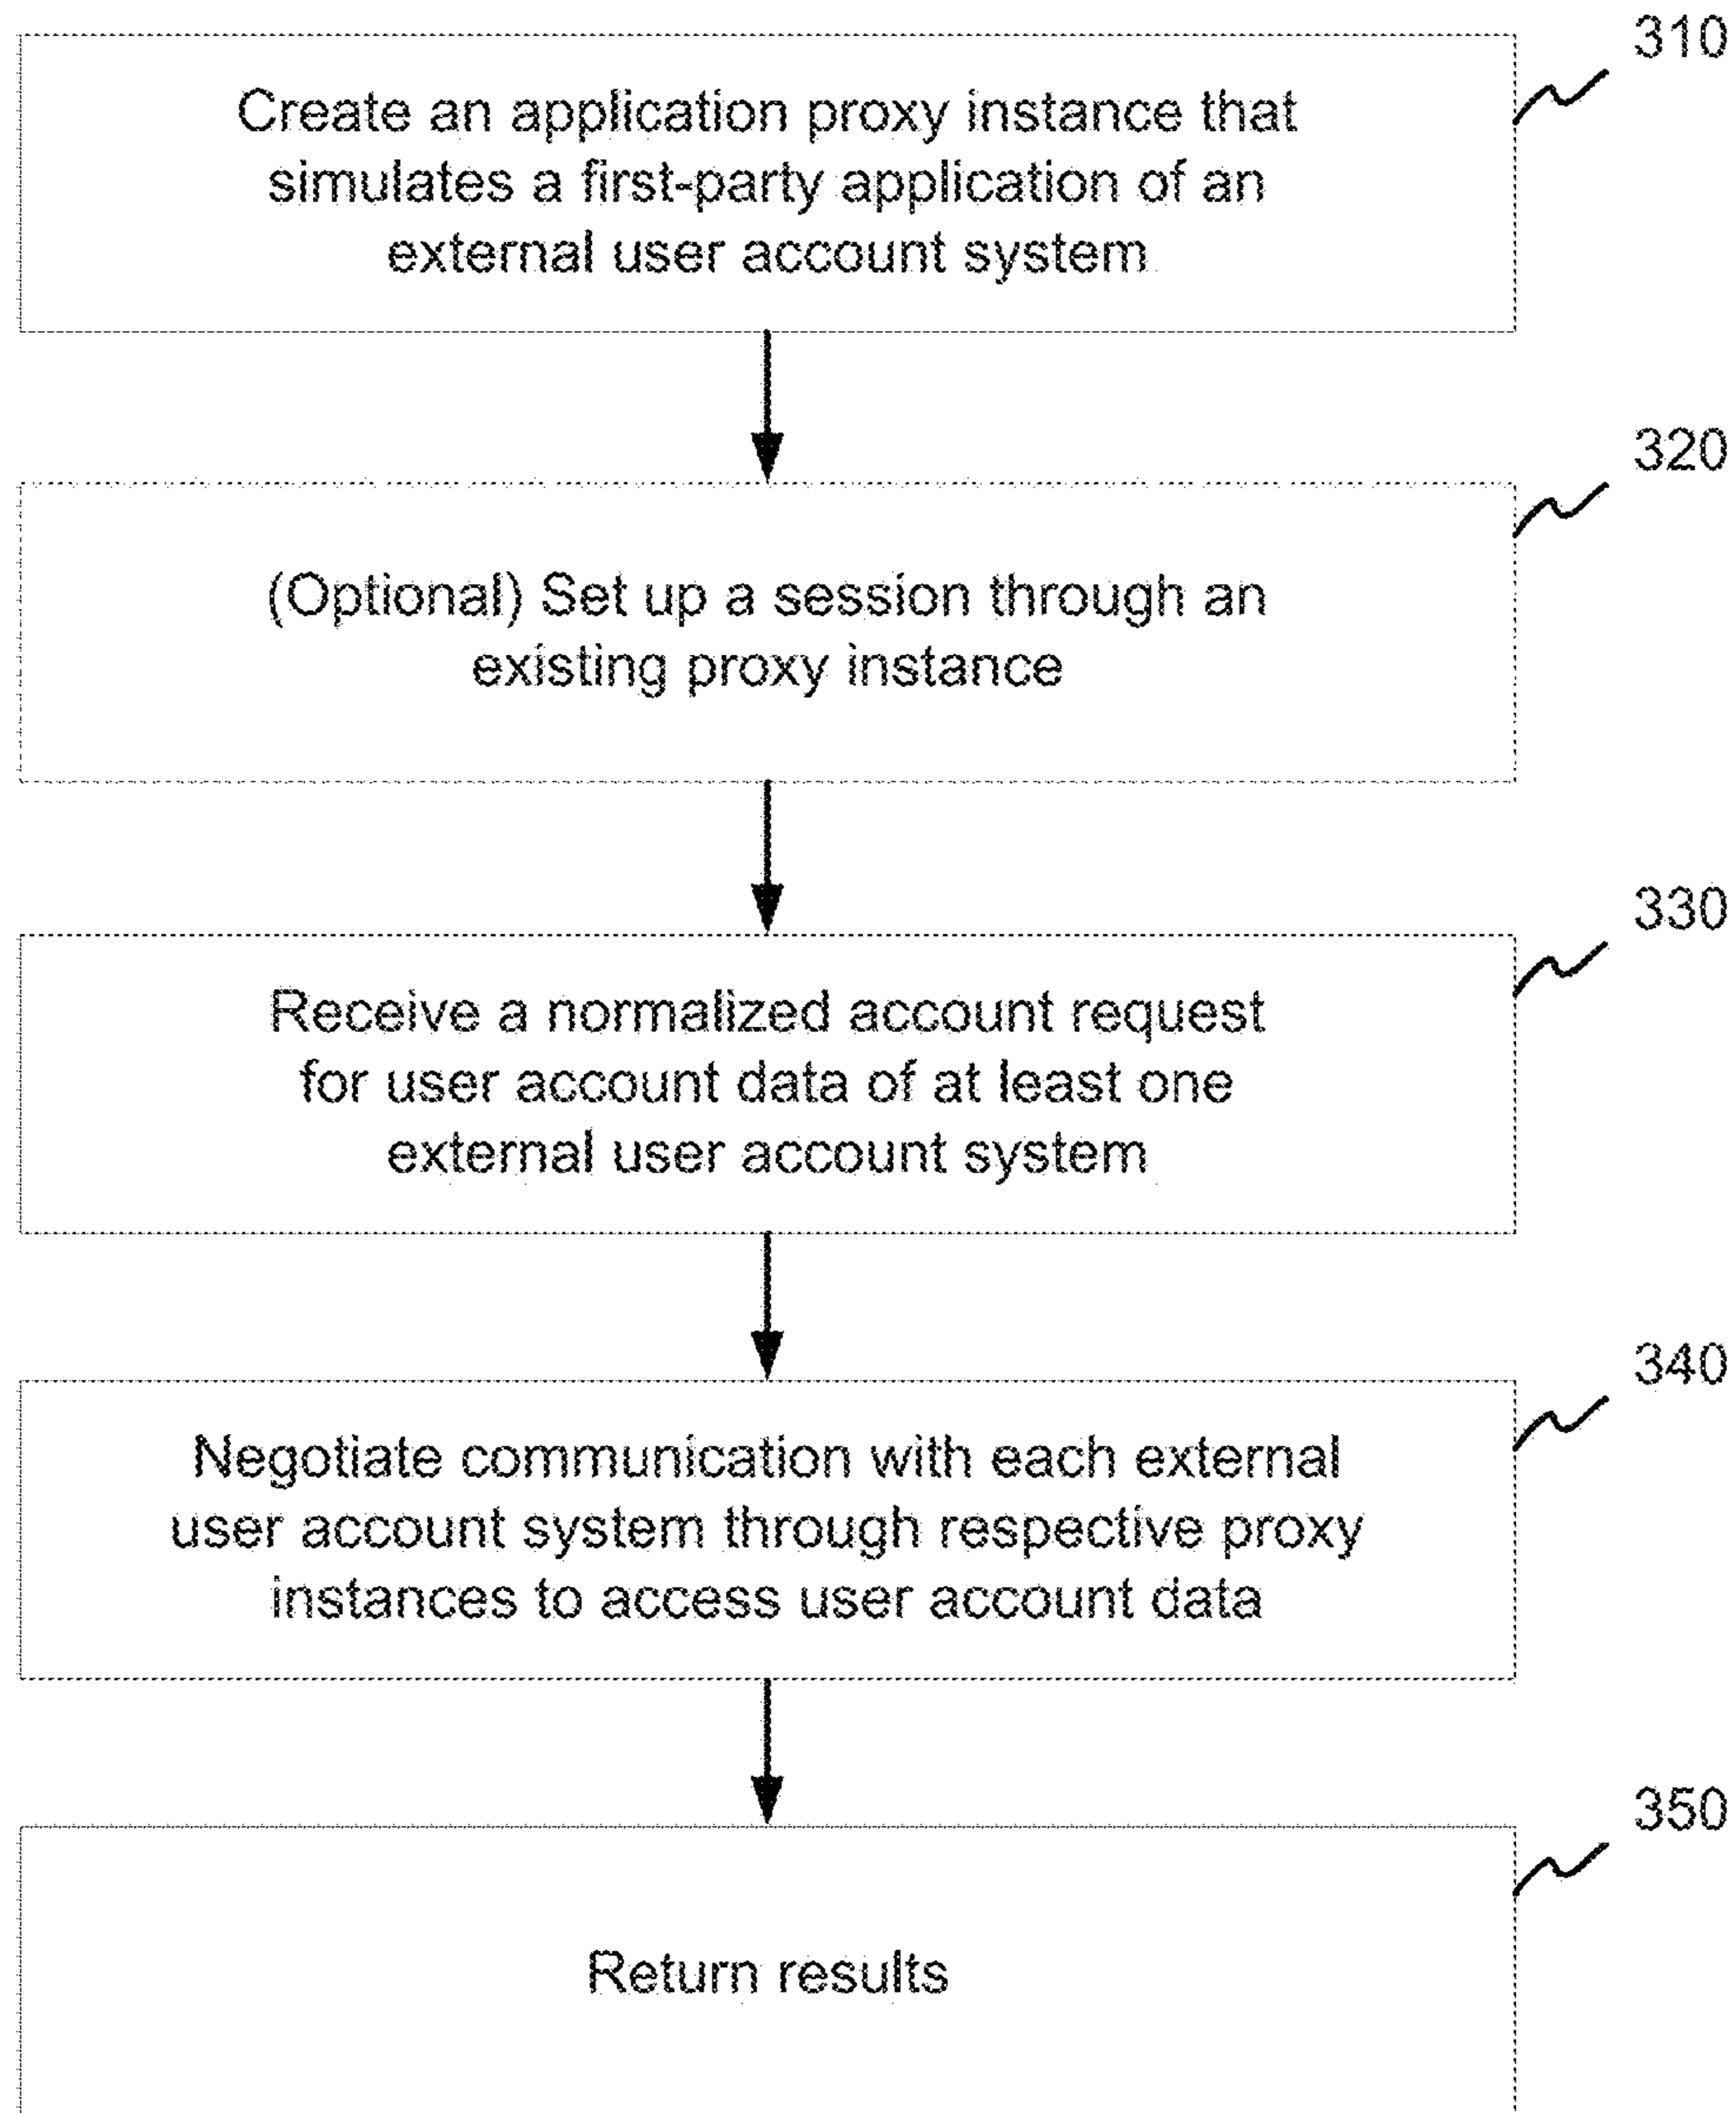 310
Create an application proxy instance that
simulates a first-party application of an
external user account system
320
(Optional) Set up a session through an
existing proxy instance
330
Receive a normalized account request
for user account data of at least one
external user account system
340
Negotiate communication with each external
user account system through respective proxy
instances to access user account data
350
Return results